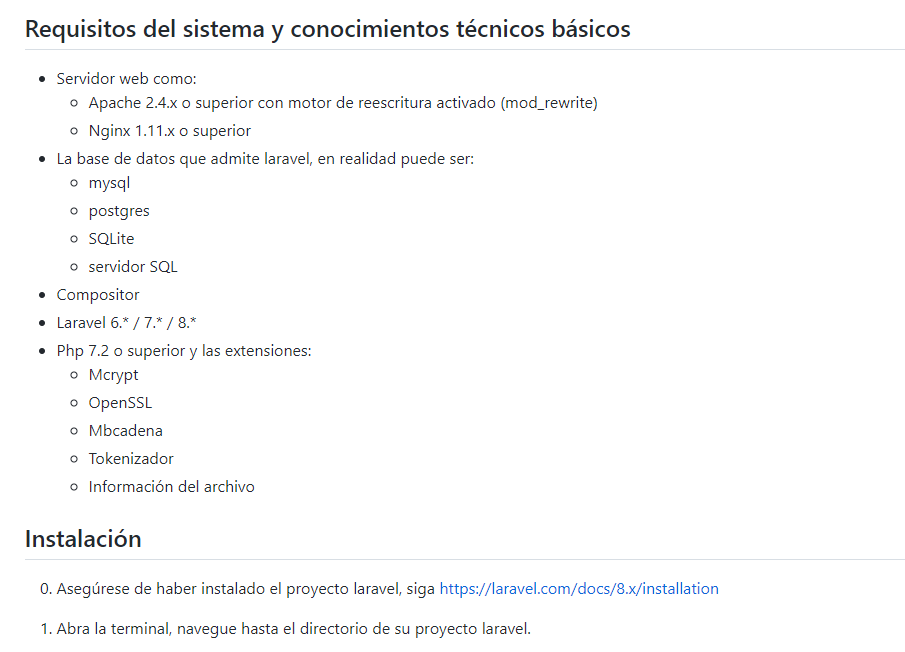 Requisitos del sistema y conocimientos técnicos básicos
Servidor web como:
Apache 2.4.x o superior con motor de reescritura activado (mod_rewrite)
Nginx 1.11.x o superior
La base de datos que admite laravel, en realidad puede ser:
mysql
postgres
SQLite
servidor SQL
Compositor
Laravel 6.* / 7.* / 8.*
Php 7.2 o superior y las extensiones:
Mcrypt
OpenSSL
Mbcadena
Tokenizador
Información del archivo
Instalación
0. Asegúrese de haber instalado el proyecto laravel, siga https://laravel.com/docs/8.x/installation
1. Abra la terminal, navegue hasta el directorio de su proyecto laravel.